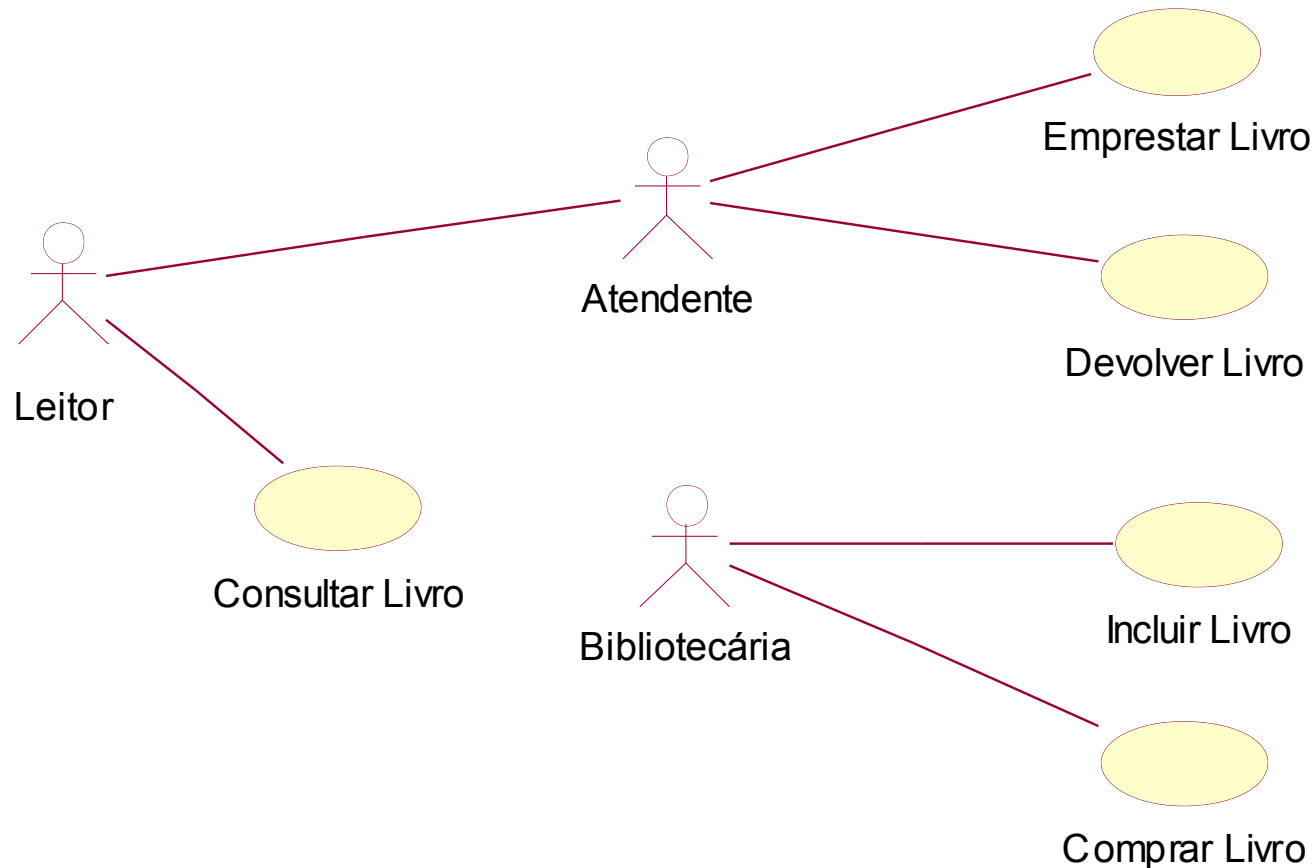 Emprestar Livro
Atendente
Devolver Livro
Leitor
Consultar Livro
Bibliotecária
Incluir Livro
Comprar Livro